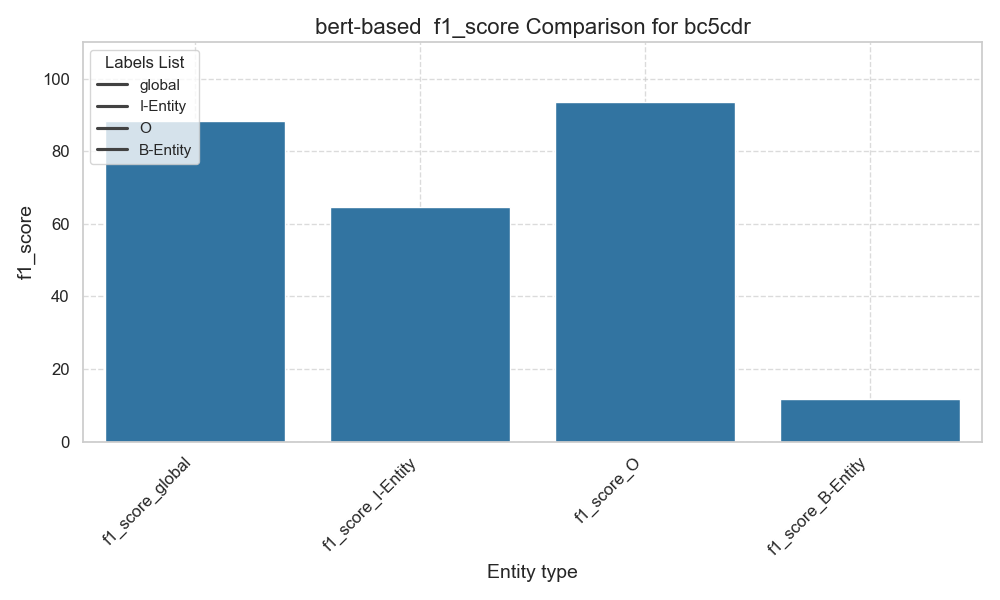 bert-based  f1_score Comparison for bc5cdr
Labels List
global
I-Entity
O
B-Entity
f1_score
100
80
60
40
20
0
f1_score_global
f1_score_I-Entity
f1_score_O
f1_score_B-Entity
Entity type